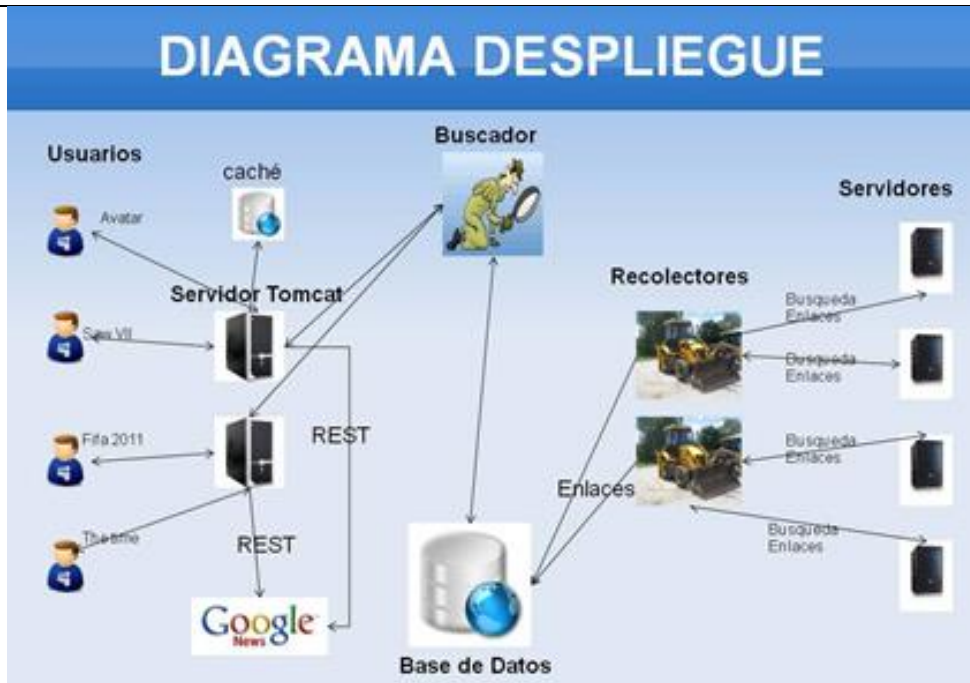 DIAGRAMA DESPLIEGUE
Usuarios
caché
Buscador
Servidores
Avatar
Servidor Tomcat
Recolectores
Saw VII
Busqueda
Enlaces
Busqueda
Enlaces
Fifa 2011
REST
Busqueda
Enlaces
Enlaces
REST
Busqueda
Enlaces
Google
News
Base de Datos